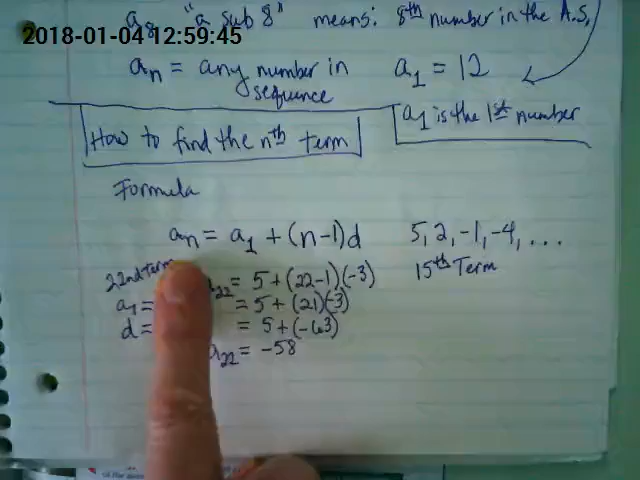 a8 "a sub 8" means: 8th number in the A.S,
2018-01-04 12:59:45
an = any number in sequence
a1 = 12
a1 is the 1st number
How to find the nth term
Formula
an = a1 + (n-1)d
5, 2, -1, -4, ...
15th Term
22nd term
a22 = 5 + (22-1)(-3)
a1 =
= 5 + (21)(-3)
d =
= 5 + (-63)
a22 = -58